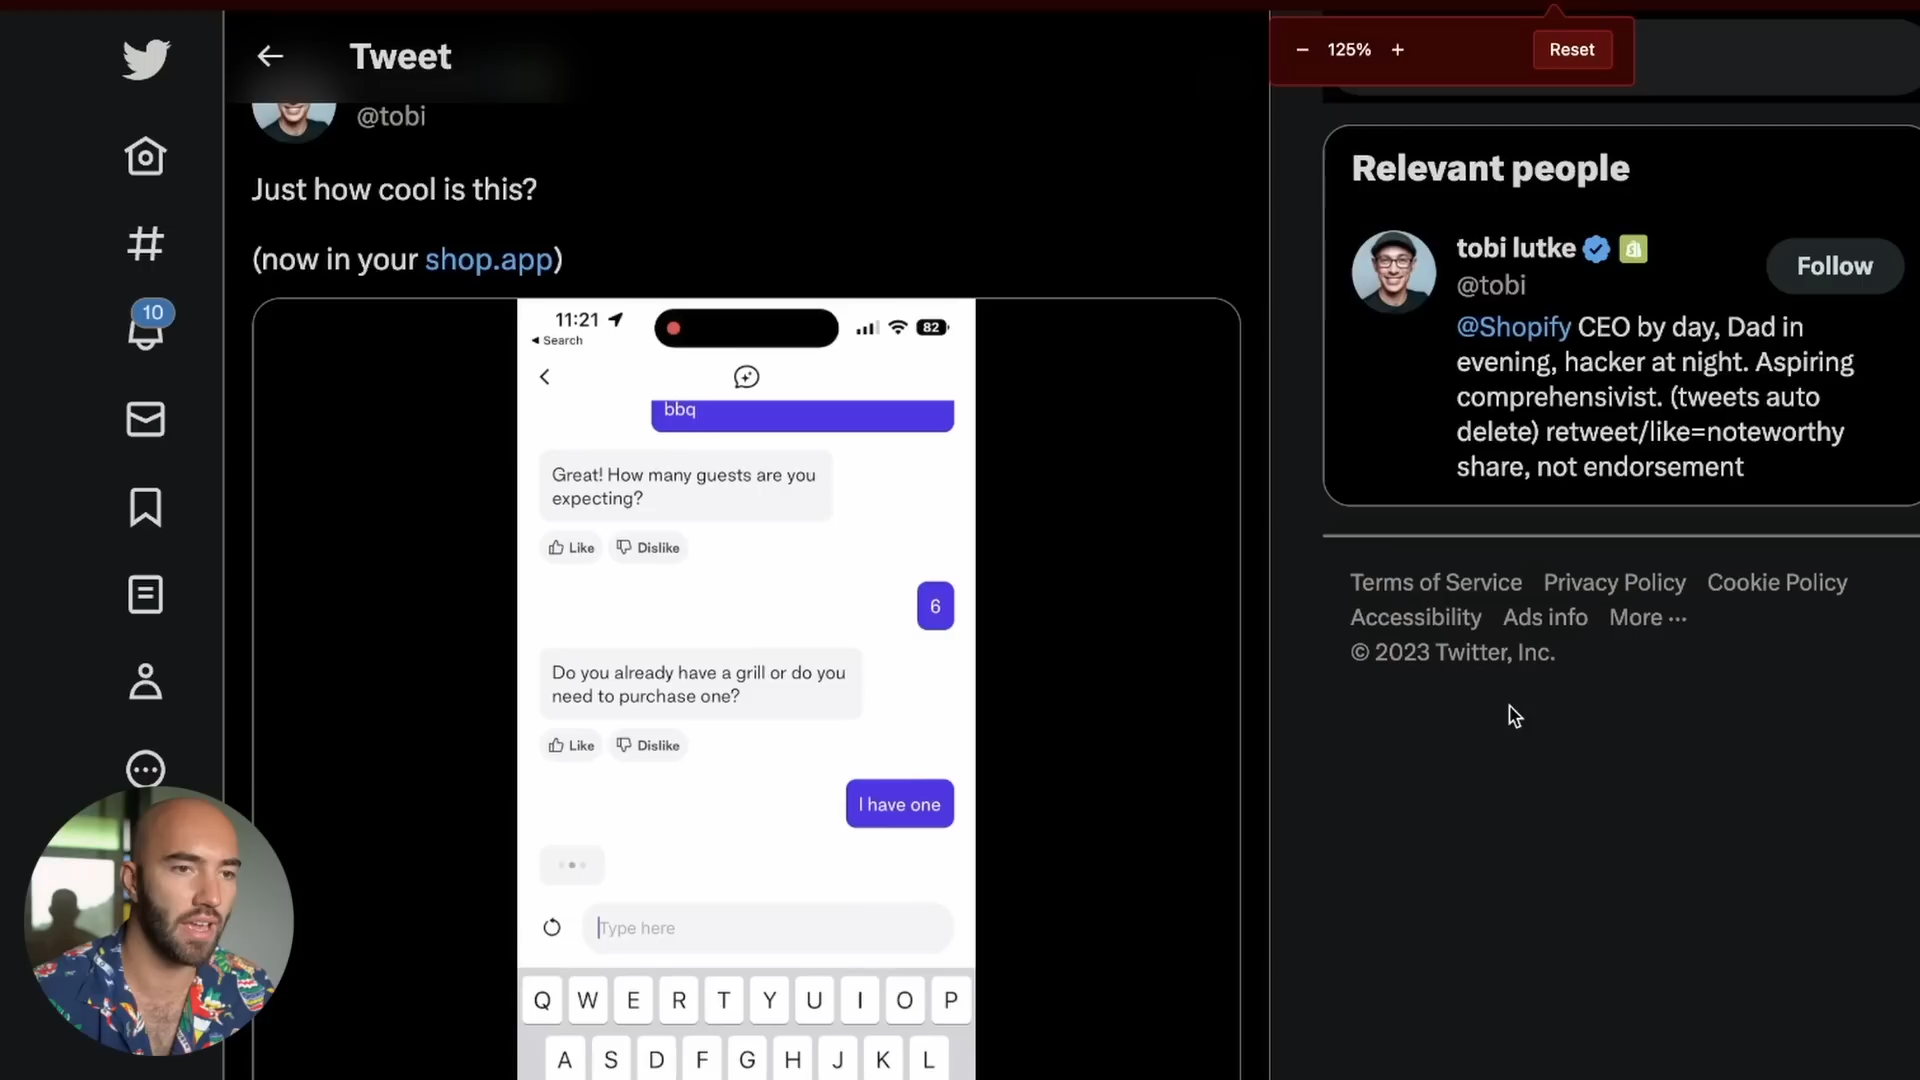 Tweet
@tobi
Just how cool is this?
(now in your shop.app)
11:21
Search
82
bbq
Great! How many guests are you
expecting?
Like Dislike
6
Do you already have a grill or do you
need to purchase one?
Like Dislike
I have one
Type here
Q W E R T Y U I O P
A S D F G H J K L
10
− 125% +
Reset
Relevant people
tobi lutke
@tobi
Follow
@Shopify CEO by day, Dad in
evening, hacker at night. Aspiring
comprehensivist. (tweets auto
delete) retweet/like=noteworthy
share, not endorsement
Terms of Service Privacy Policy Cookie Policy
Accessibility Ads info More ···
© 2023 Twitter, Inc.